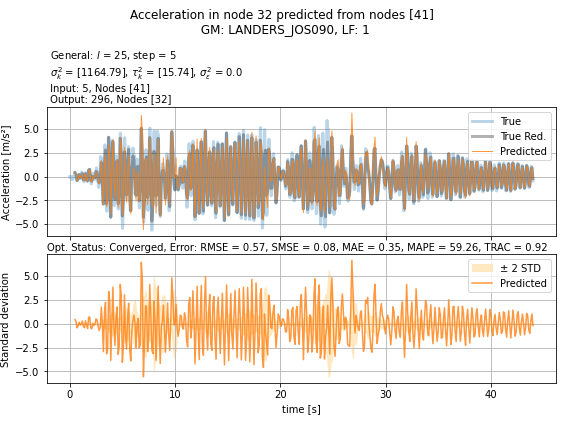 Acceleration in node 32 predicted from nodes [41]
GM: LANDERS_JOS090, LF: 1
General: l = 25, step = 5
σ²ₖ = [1164.79], τ²ₖ = [15.74], σ²ε = 0.0
Input: 5, Nodes [41]
Output: 296, Nodes [32]
Acceleration [m/s²]
5.0
2.5
0.0
−2.5
−5.0
True
True Red.
Predicted
Opt. Status: Converged, Error: RMSE = 0.57, SMSE = 0.08, MAE = 0.35, MAPE = 59.26, TRAC = 0.92
Standard deviation
5.0
2.5
0.0
−2.5
−5.0
± 2 STD
Predicted
0 10 20 30 40
time [s]